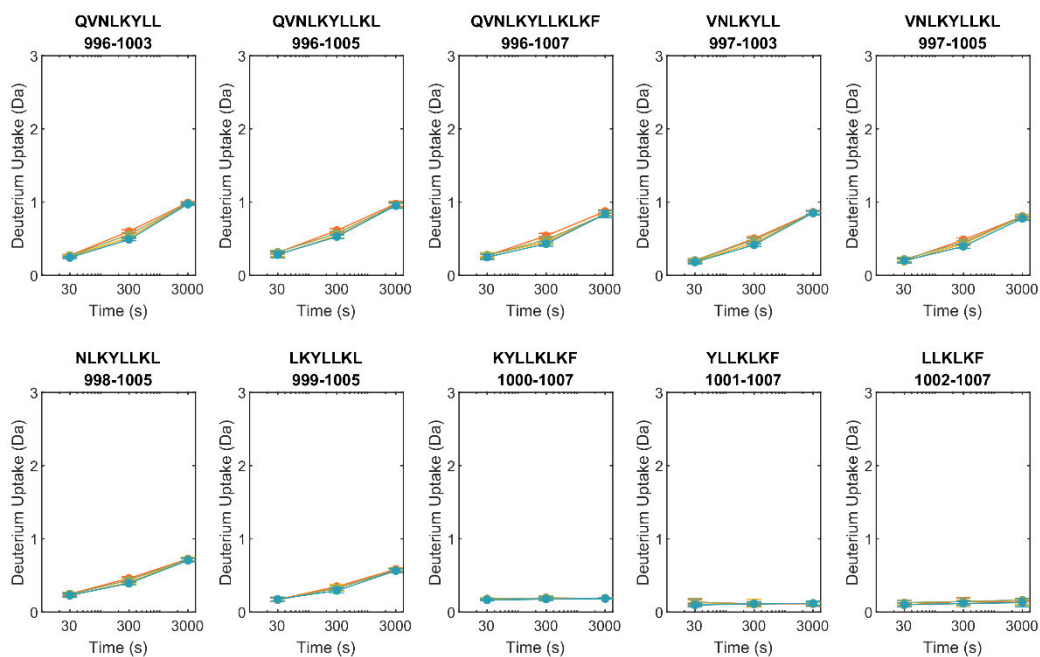 QVNLKYLL
996-1003
3
2
1
0
30
300
3000
Time (s)
Deuterium Uptake (Da)
QVNLKYLLKL
996-1005
3
2
1
0
30
300
3000
Time (s)
Deuterium Uptake (Da)
QVNLKYLLKLKF
996-1007
3
2
1
0
30
300
3000
Time (s)
Deuterium Uptake (Da)
VNLKYLL
997-1003
3
2
1
0
30
300
3000
Time (s)
Deuterium Uptake (Da)
VNLKYLLKL
997-1005
3
2
1
0
30
300
3000
Time (s)
Deuterium Uptake (Da)
NLKYLLKL
998-1005
3
2
1
0
30
300
3000
Time (s)
Deuterium Uptake (Da)
LKYLLKL
999-1005
3
2
1
0
30
300
3000
Time (s)
Deuterium Uptake (Da)
KYLLKLKF
1000-1007
3
2
1
0
30
300
3000
Time (s)
Deuterium Uptake (Da)
YLLKLKF
1001-1007
3
2
1
0
30
300
3000
Time (s)
Deuterium Uptake (Da)
LLKLKF
1002-1007
3
2
1
0
30
300
3000
Time (s)
Deuterium Uptake (Da)